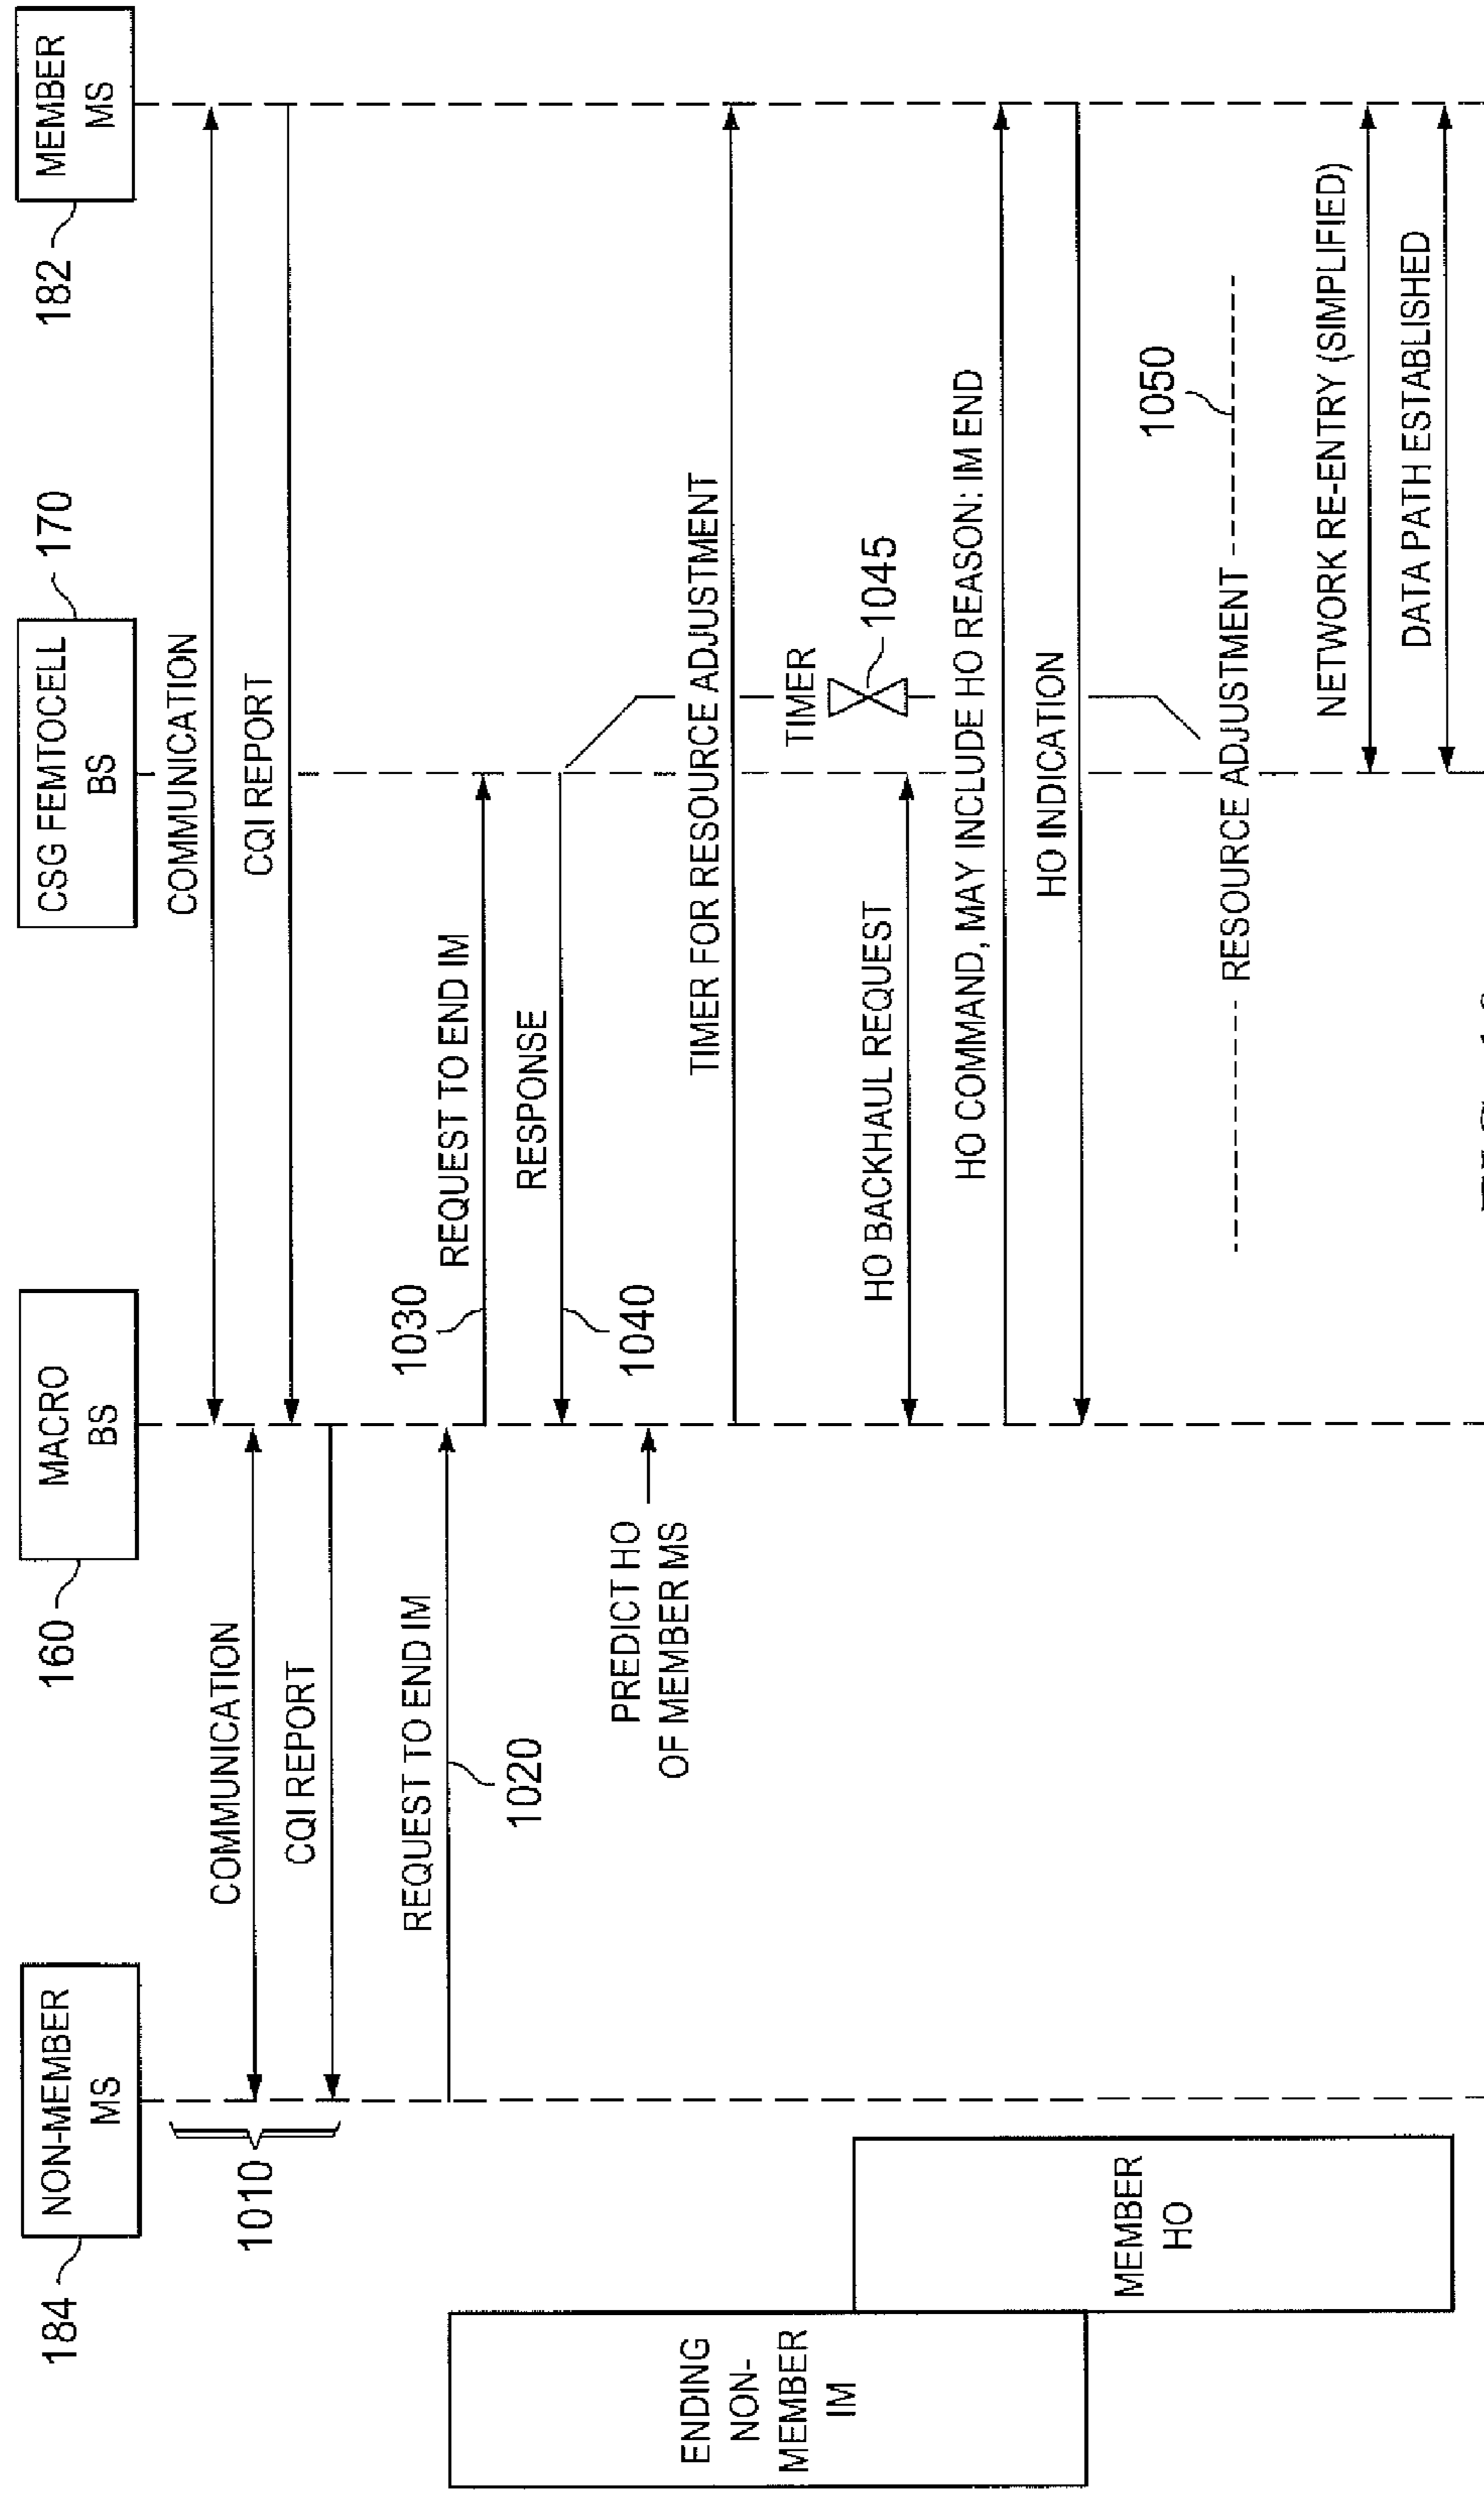 NON-MEMBER
MS
184
MACRO
BS
160
CSG FEMTOCELL
BS
170
MEMBER
MS
182
COMMUNICATION
CQI REPORT
COMMUNICATION
CQI REPORT
1010
REQUEST TO END IM
1020
REQUEST TO END IM
1030
RESPONSE
1040
PREDICT HO
OF MEMBER MS
TIMER FOR RESOURCE ADJUSTMENT
TIMER
1045
HO BACKHAUL REQUEST
HO COMMAND, MAY INCLUDE HO REASON: IM END
HO INDICATION
RESOURCE ADJUSTMENT
1050
NETWORK RE-ENTRY (SIMPLIFIED)
DATA PATH ESTABLISHED
ENDING
NON-
MEMBER
IM
MEMBER
HO